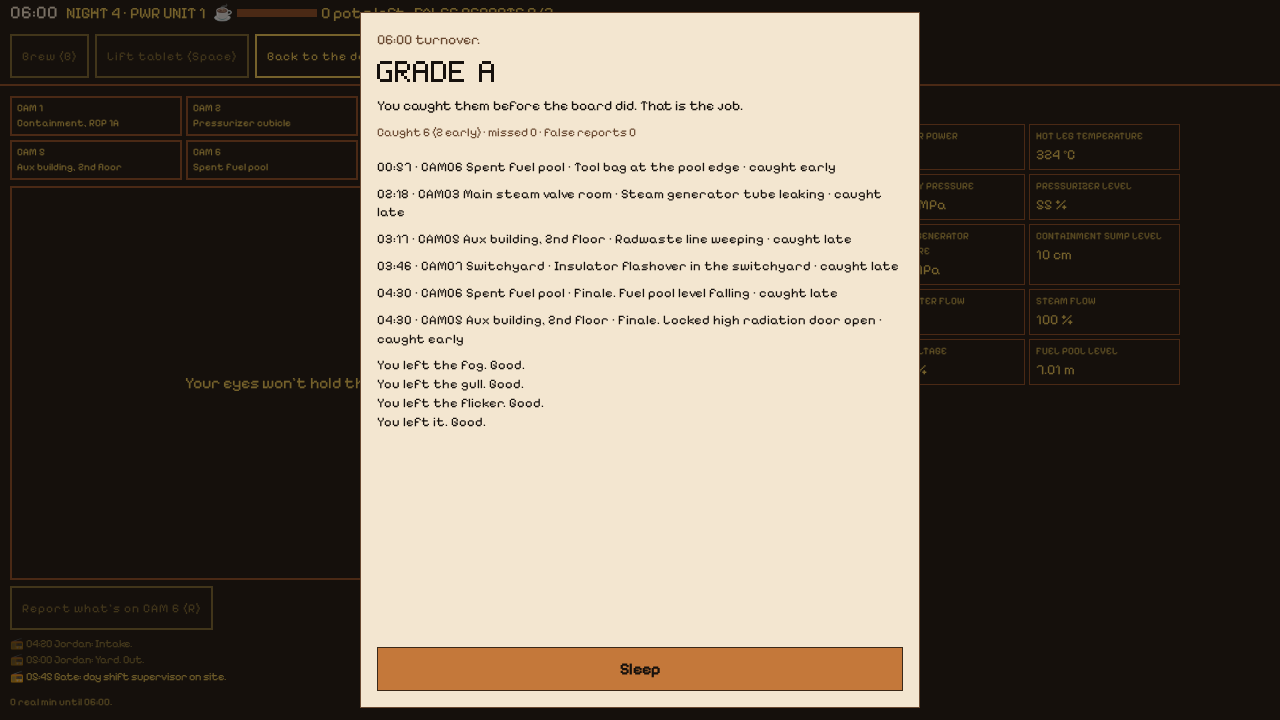 06:00 NIGHT 4 · PWR UNIT 1
Brew (B)
Lift tablet (Space)
Back to the
CAM 1
Containment, RCP 1A
CAM 2
Pressurizer cubicle
CAM 5
Aux building, 2nd floor
CAM 6
Spent fuel pool
Your eyes won't hold
Report what's on CAM 6 (R)
04:20 Jordan: Intake.
05:00 Jordan: Yard. Out.
05:45 Gate: day shift supervisor on site.
0 real min until 06:00.
06:00 turnover.
GRADE A
You caught them before the board did. That is the job.
Caught 6 (2 early) · missed 0 · false reports 0
00:57 · CAM06 Spent fuel pool · Tool bag at the pool edge · caught early
02:18 · CAM03 Main steam valve room · Steam generator tube leaking · caught
late
03:17 · CAM05 Aux building, 2nd floor · Radwaste line weeping · caught late
03:46 · CAM07 Switchyard · Insulator flashover in the switchyard · caught late
04:30 · CAM06 Spent fuel pool · Finale. Fuel pool level falling · caught late
04:30 · CAM05 Aux building, 2nd floor · Finale. Locked high radiation door open ·
caught early
You left the fog. Good.
You left the gull. Good.
You left the flicker. Good.
You left it. Good.
Sleep
POWER
HOT LEG TEMPERATURE
324 °C
PRESSURE
MPa
PRESSURIZER LEVEL
55 %
CONTAINMENT SUMP LEVEL
10 cm
STEAM FLOW
100 %
FUEL POOL LEVEL
7.01 m